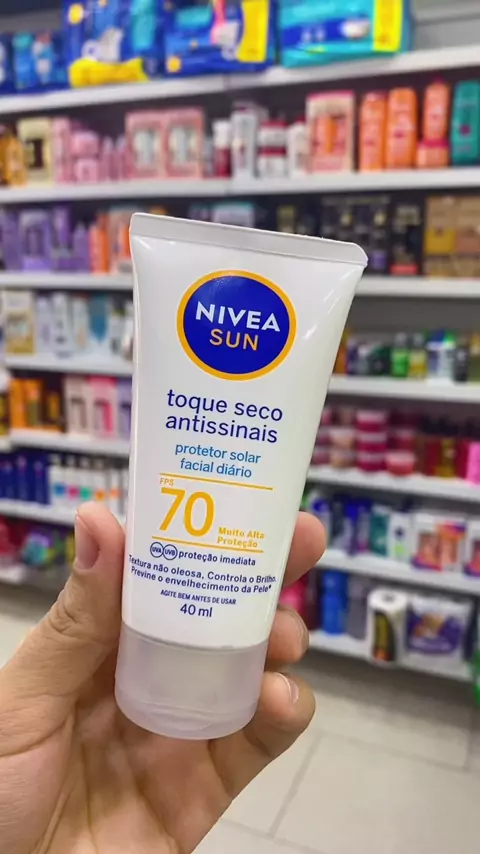 NIVEA
SUN
toque seco
antissinais
protetor solar
facial diário
FPS
70
Muito Alta
Proteção
UVA UVB proteção imediata
Textura não oleosa, Controla o Brilho,
Previne o envelhecimento da Pele*
AGITE BEM ANTES DE USAR
40 ml